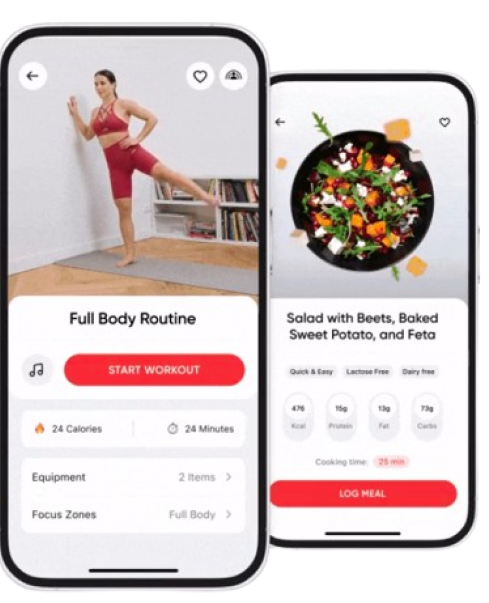 Full Body Routine
START WORKOUT
24 Calories
24 Minutes
Equipment
2 Items
Focus Zones
Full Body
Salad with Beets, Baked
Sweet Potato, and Feta
Quick & Easy
Lactose Free
Dairy free
476
15g
13g
73g
Kcal
Protein
Fat
Carbs
Cooking time:
25 min
LOG MEAL